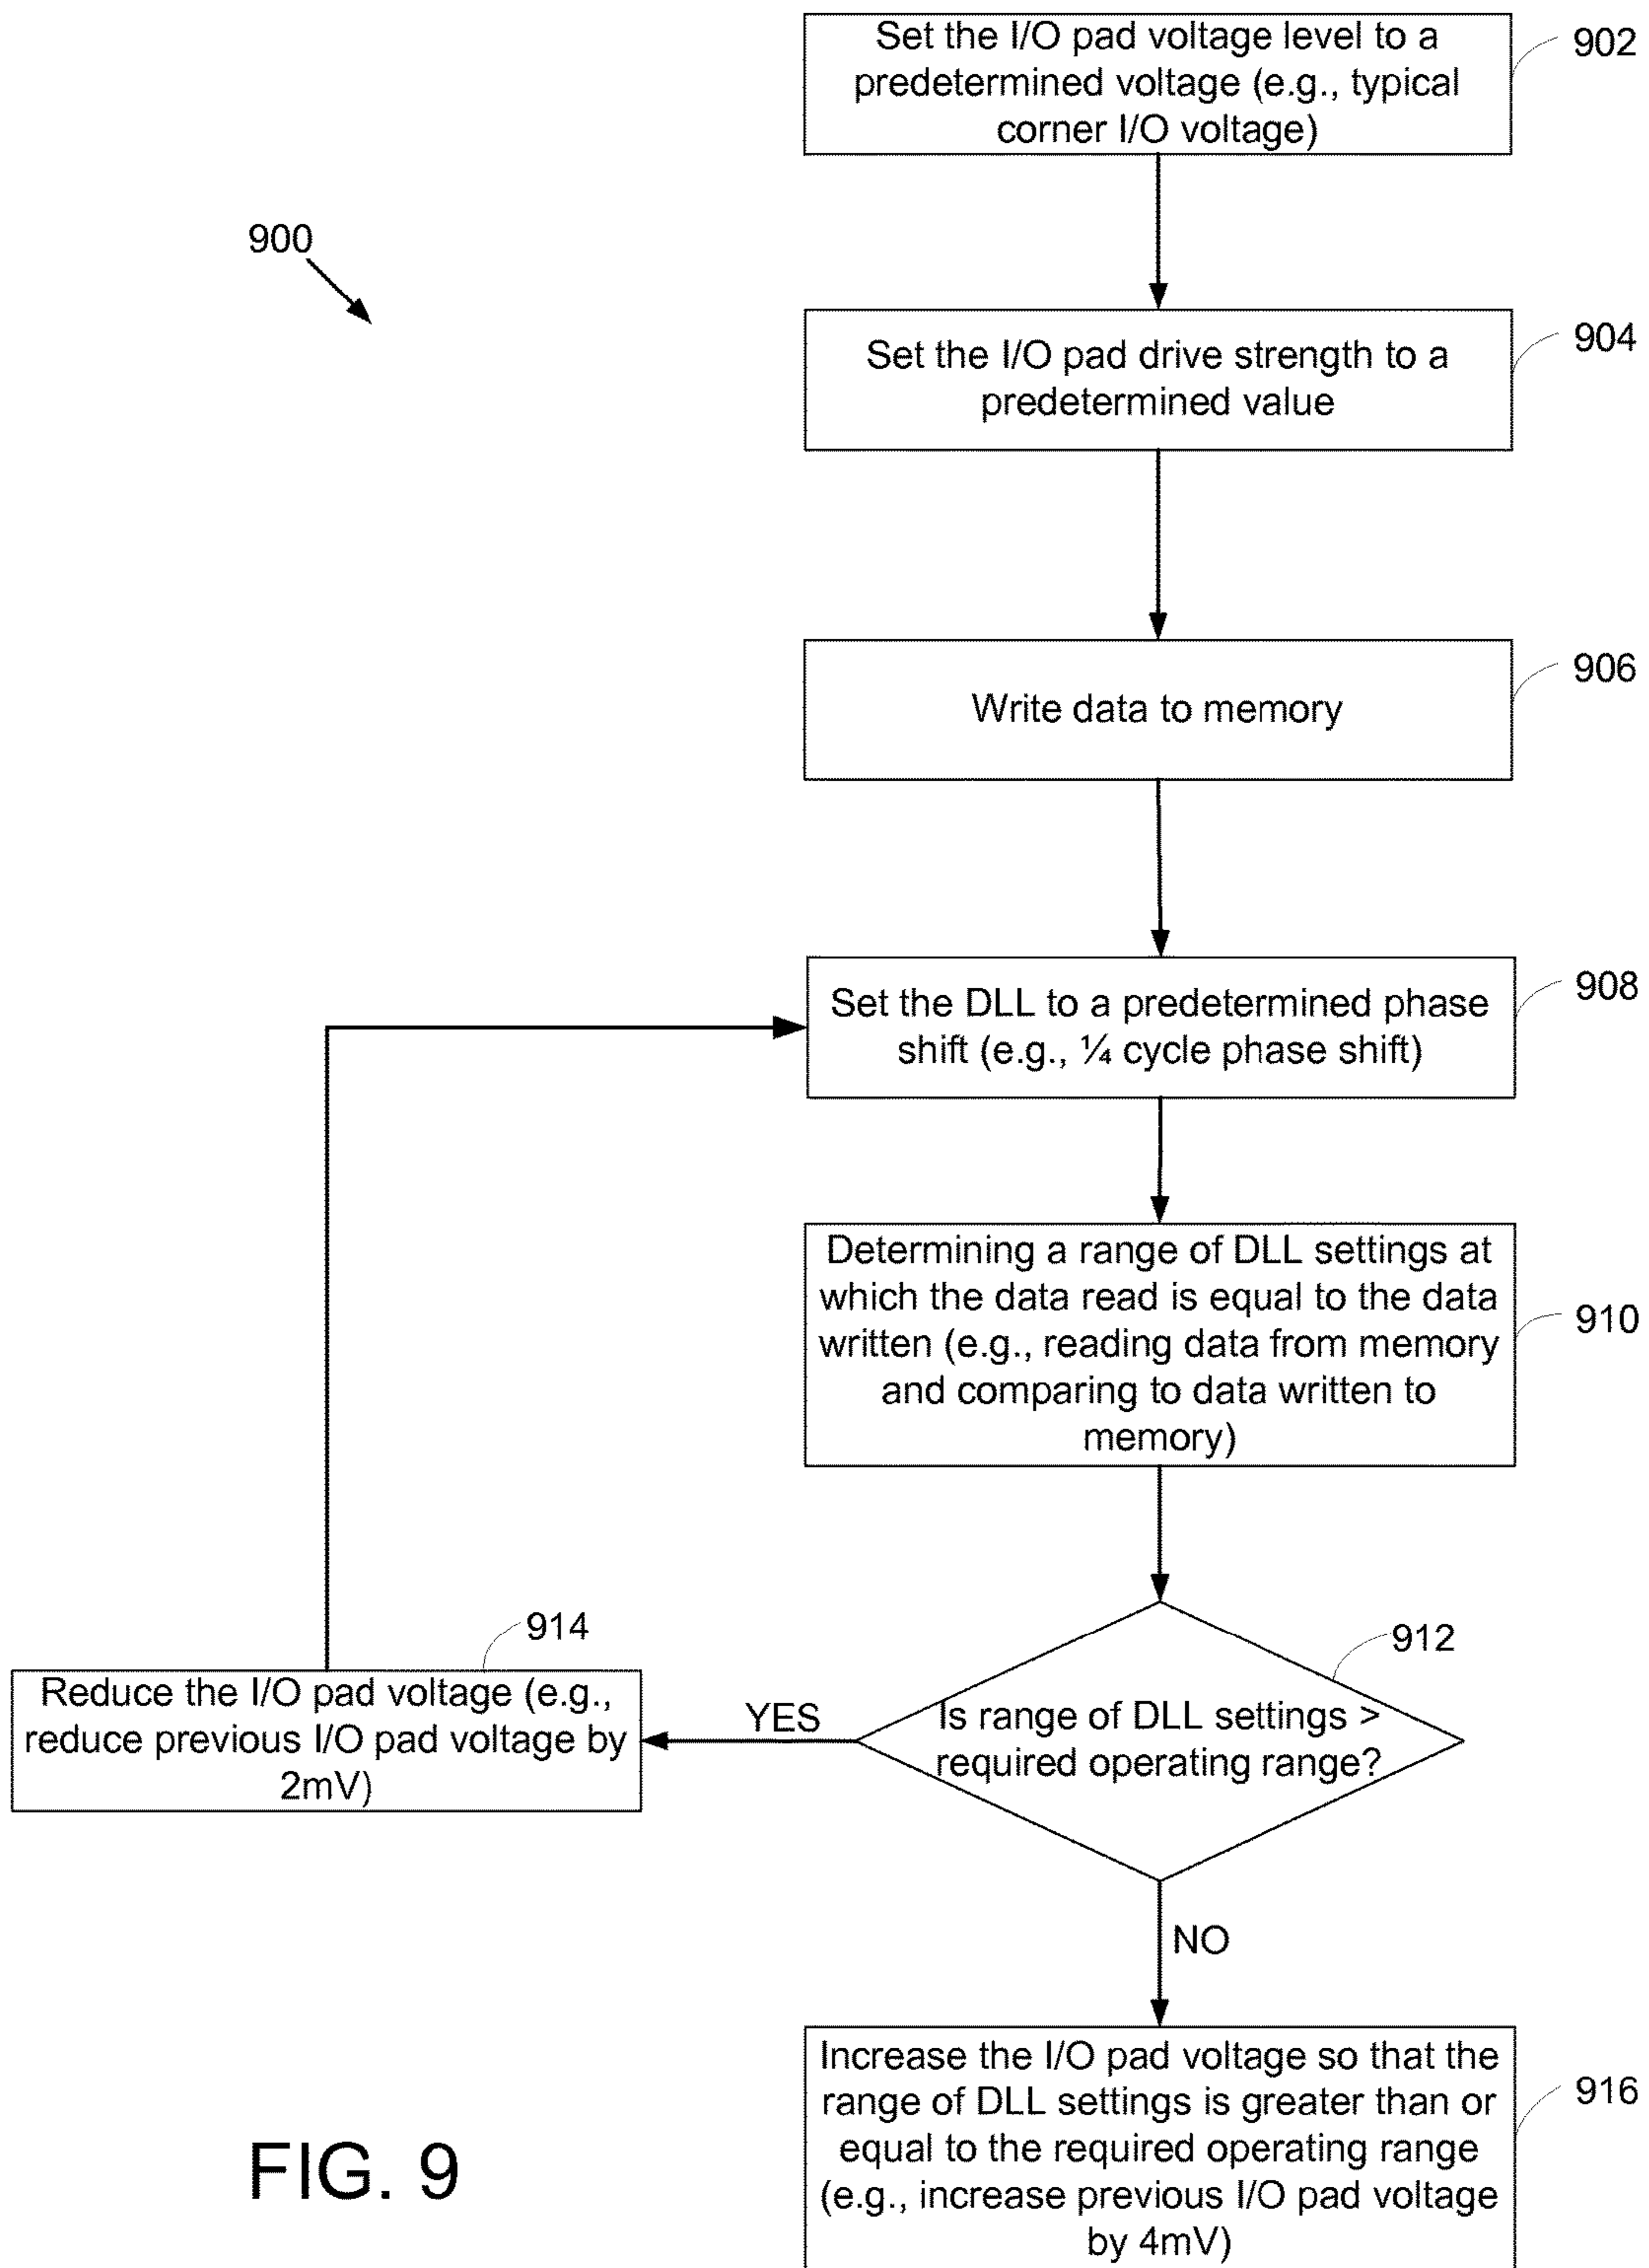 Set the I/O pad voltage level to a
predetermined voltage (e.g., typical
corner I/O voltage)
902
900
Set the I/O pad drive strength to a
predetermined value
904
Write data to memory
906
Set the DLL to a predetermined phase
shift (e.g., ¼ cycle phase shift)
908
Determining a range of DLL settings at
which the data read is equal to the data
written (e.g., reading data from memory
and comparing to data written to
memory)
910
Is range of DLL settings >
required operating range?
912
YES
Reduce the I/O pad voltage (e.g.,
reduce previous I/O pad voltage by
2mV)
914
NO
Increase the I/O pad voltage so that the
range of DLL settings is greater than or
equal to the required operating range
(e.g., increase previous I/O pad voltage
by 4mV)
916
FIG. 9